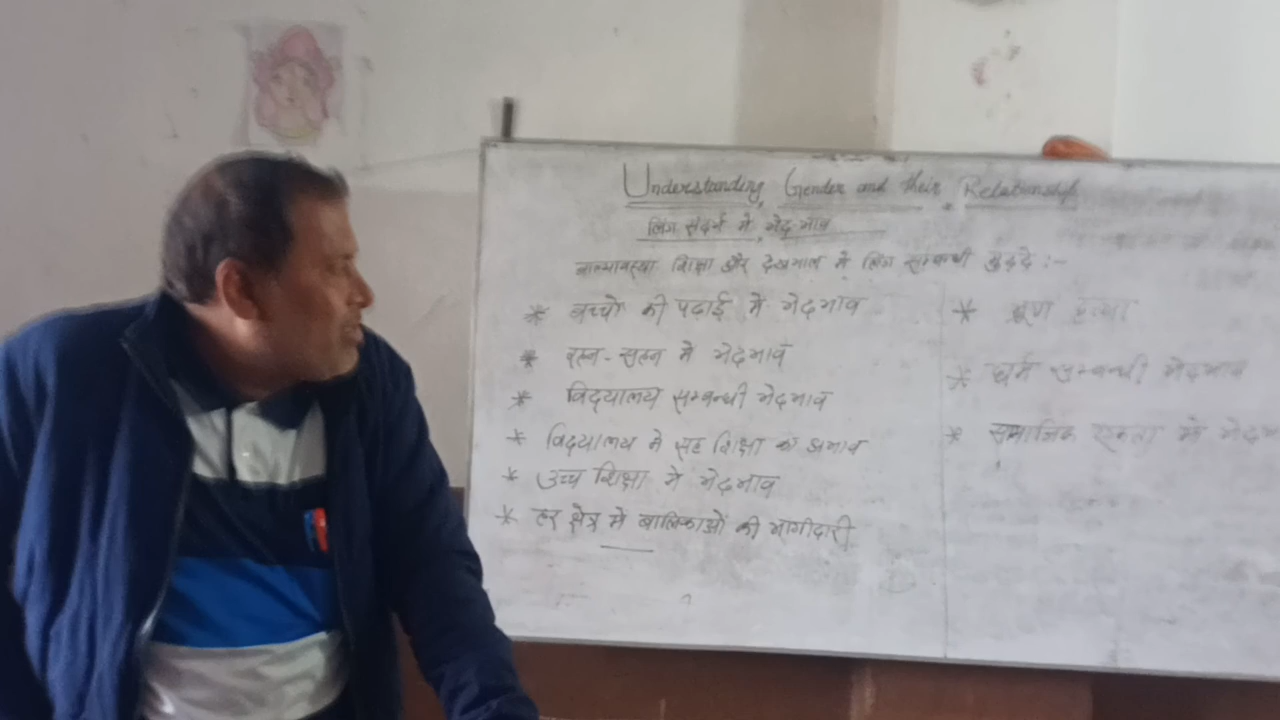 Understanding Gender and their Relationship
लिंग संदर्भ में भेदभाव
बाल्यावस्था शिक्षा और देखभाल में लिंग सम्बन्धी मुद्दे :-
* बच्चों की पढाई में भेदभाव
* रहन-सहन में भेदभाव
* विद्यालय सम्बन्धी भेदभाव
* विद्यालय में सह शिक्षा का अभाव
* उच्च शिक्षा में भेदभाव
* हर क्षेत्र में बालिकाओं की भागीदारी
* भ्रूण हत्या
* धर्म सम्बन्धी भेदभाव
* सामाजिक एकता में